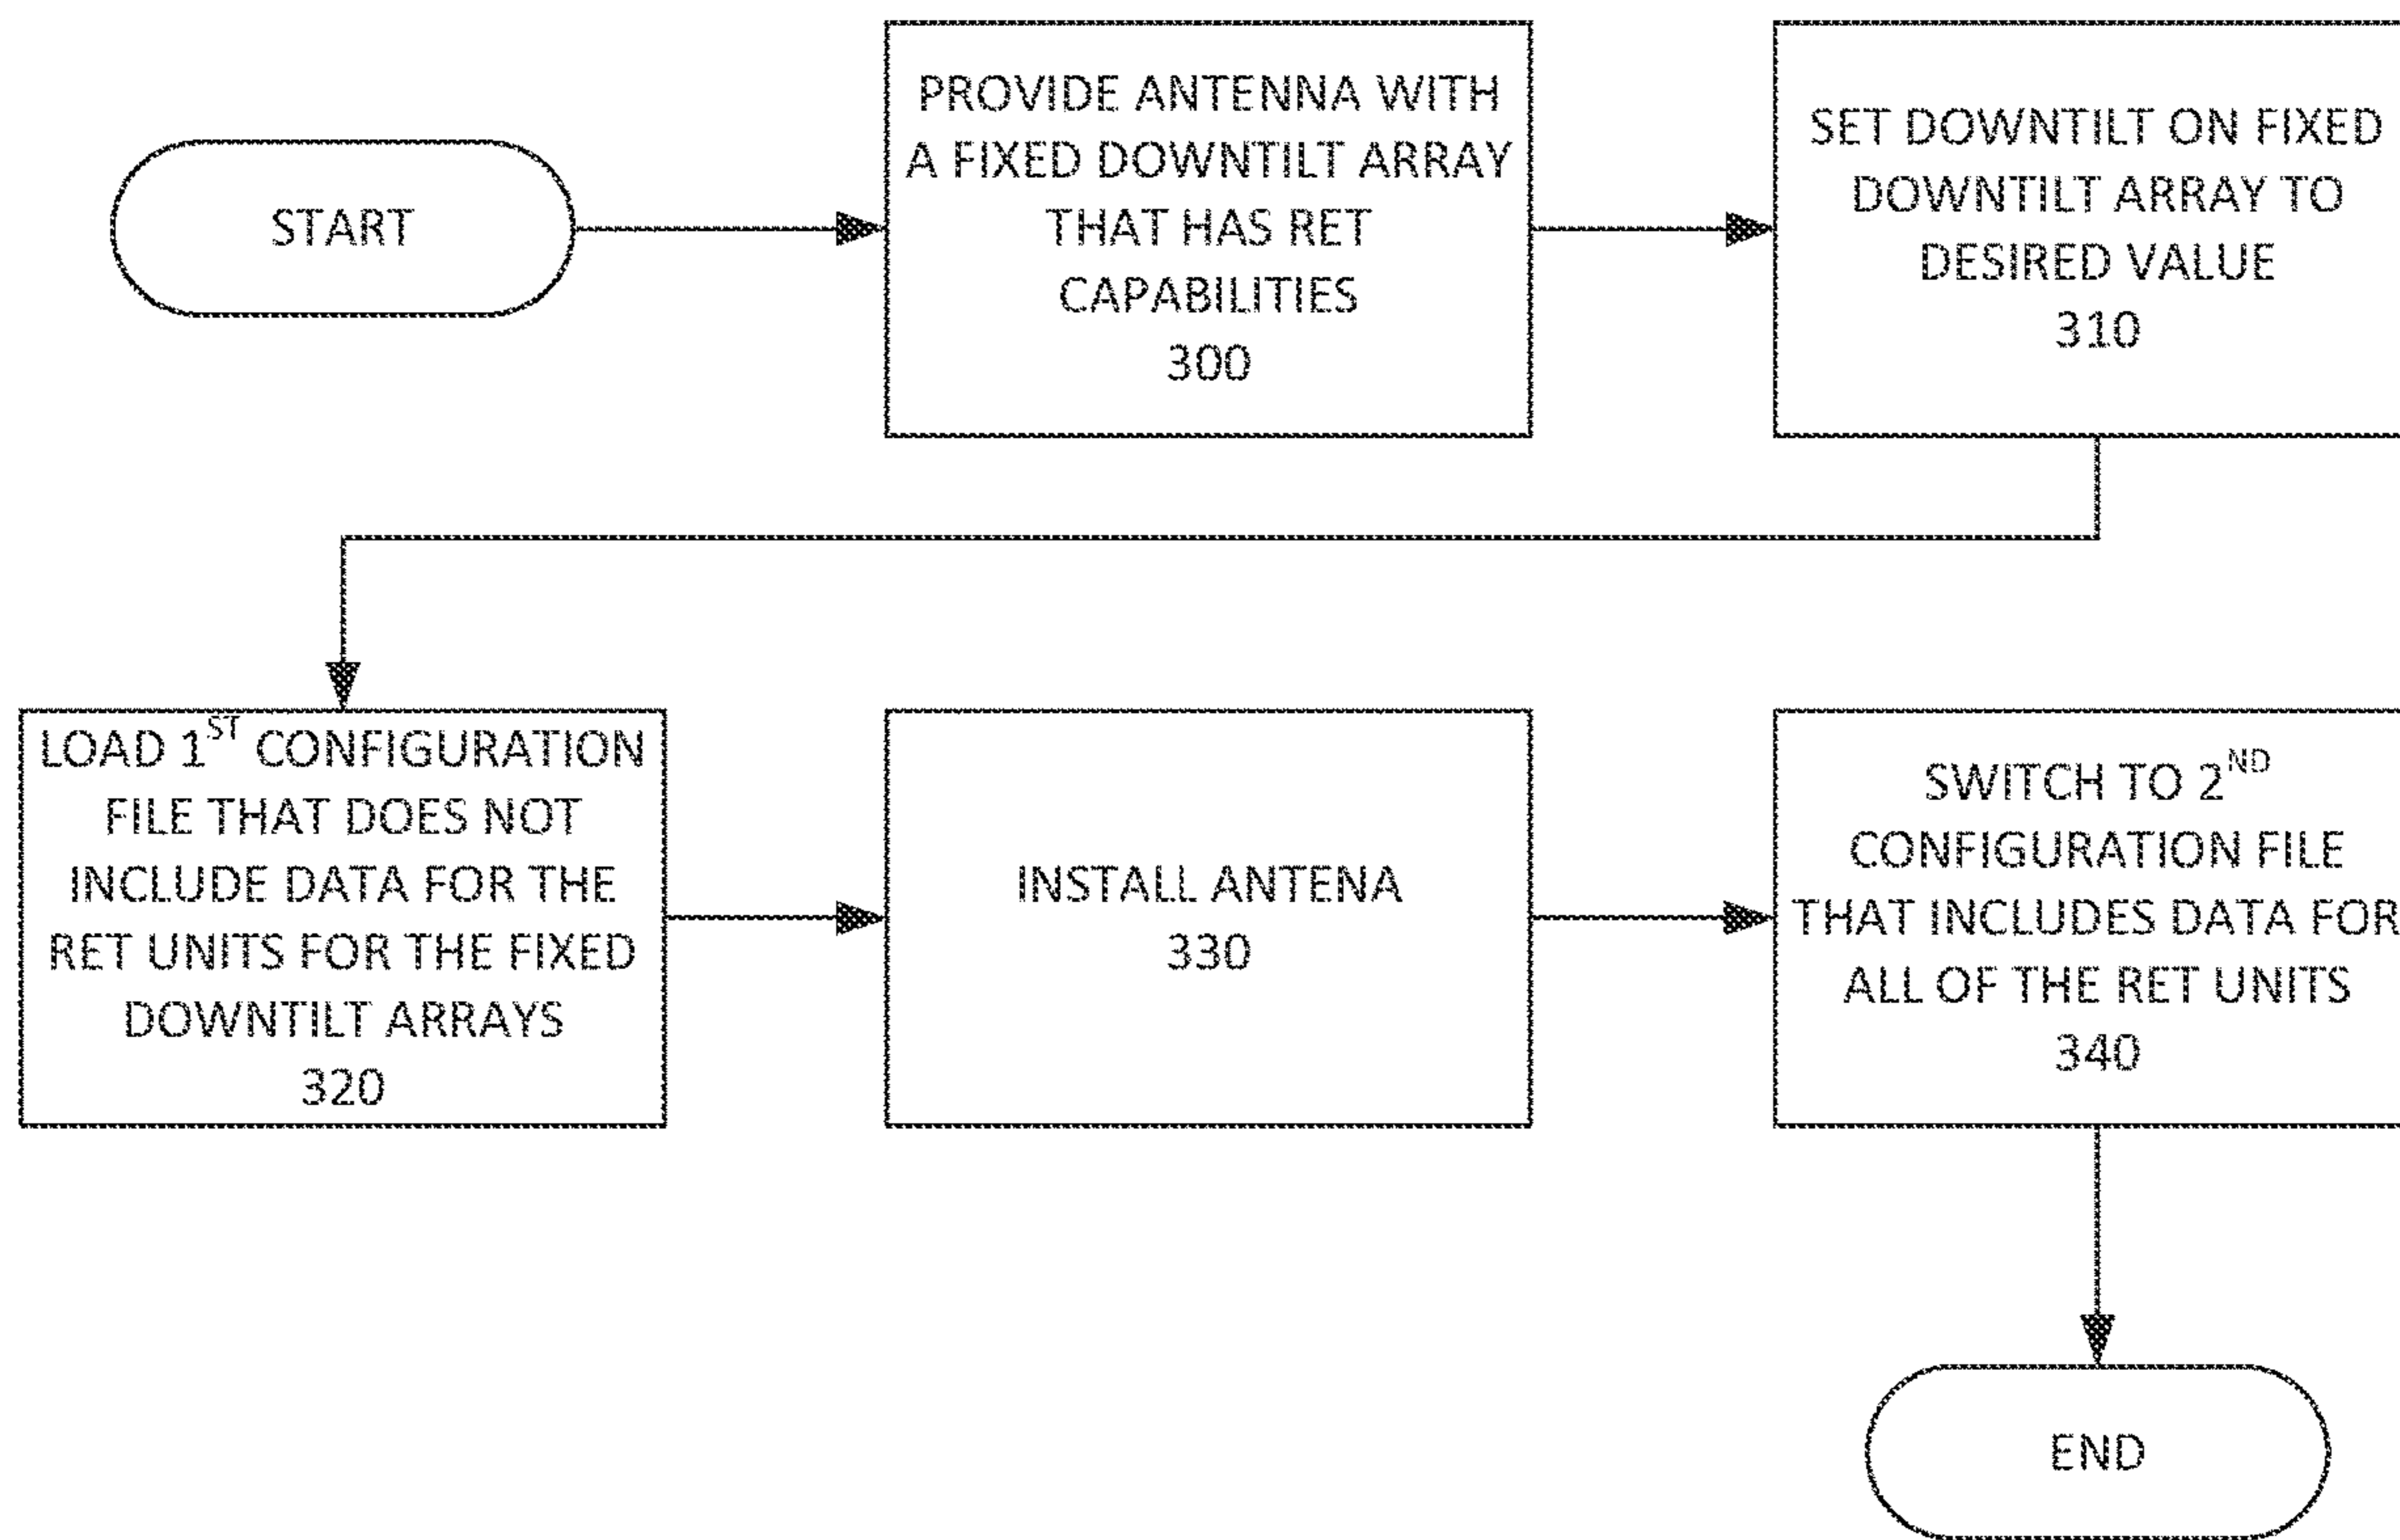 START
PROVIDE ANTENNA WITH
A FIXED DOWNTILT ARRAY
THAT HAS RET
CAPABILITIES
300
SET DOWNTILT ON FIXED
DOWNTILT ARRAY TO
DESIRED VALUE
310
LOAD 1ST CONFIGURATION
FILE THAT DOES NOT
INCLUDE DATA FOR THE
RET UNITS FOR THE FIXED
DOWNTILT ARRAYS
320
INSTALL ANTENA
330
SWITCH TO 2ND
CONFIGURATION FILE
THAT INCLUDES DATA FOR
ALL OF THE RET UNITS
340
END